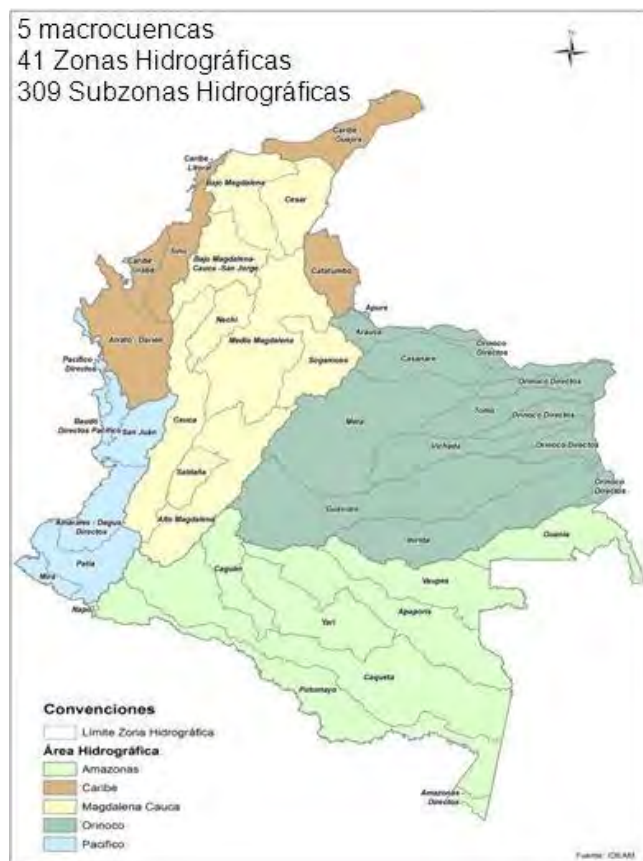 5 macrocuencas
41 Zonas Hidrográficas
309 Subzonas Hidrográficas
Caribe -
Guajira
Caribe -
Litoral
Bajo Magdalena
Cesar
Sinú
Caribe
Urabá
Bajo Magdalena-
Cauca -San Jorge
Catatumbo
Apure
Nechí
Arauca
Atrato - Darién
Medio Magdalena
Casanare
Orinoco
Directos
Pacífico
Directos
Sogamoso
Orinoco Directos
Tomo
Baudó
Directos Pacífico
San Juán
Cauca
Meta
Orinoco Directos
Vichada
Orinoco Directos
Saldaña
Orinoco
Directos
Guaviare
Amarales - Dagua
Directos
Alto Magdalena
Inírida
Guainía
Patía
Mira
Caguán
Vaupés
Napo
Yarí
Apaporis
Caquetá
Putumayo
Amazonas
Directos
Convenciones
Límite Zona Hidrográfica
Área Hidrográfica
Amazonas
Caribe
Magdalena Cauca
Orinoco
Pacífico
Fuente: IDEAM